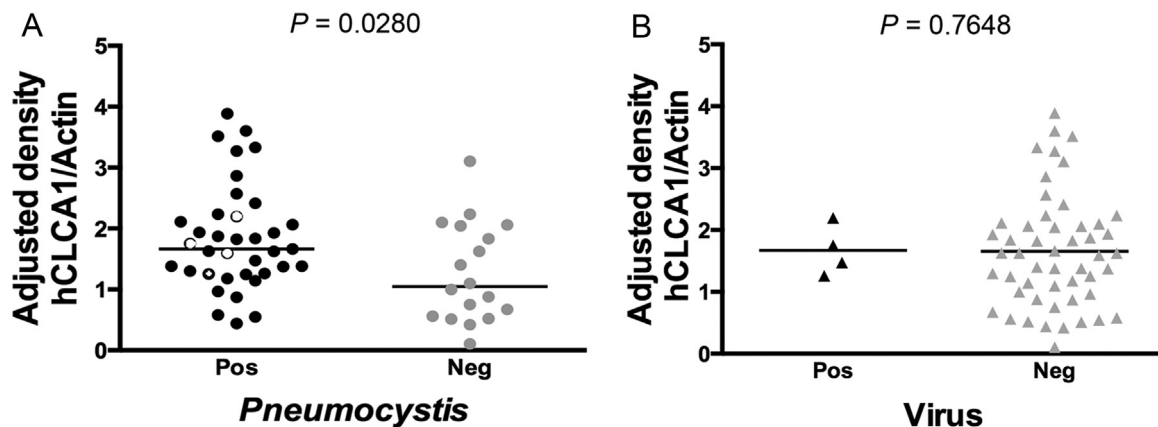 A
P = 0.0280
Adjusted density
hCLCA1/Actin
5
4
3
2
1
0
Pos
Neg
Pneumocystis
B
P = 0.7648
Adjusted density
hCLCA1/Actin
5
4
3
2
1
0
Pos
Neg
Virus